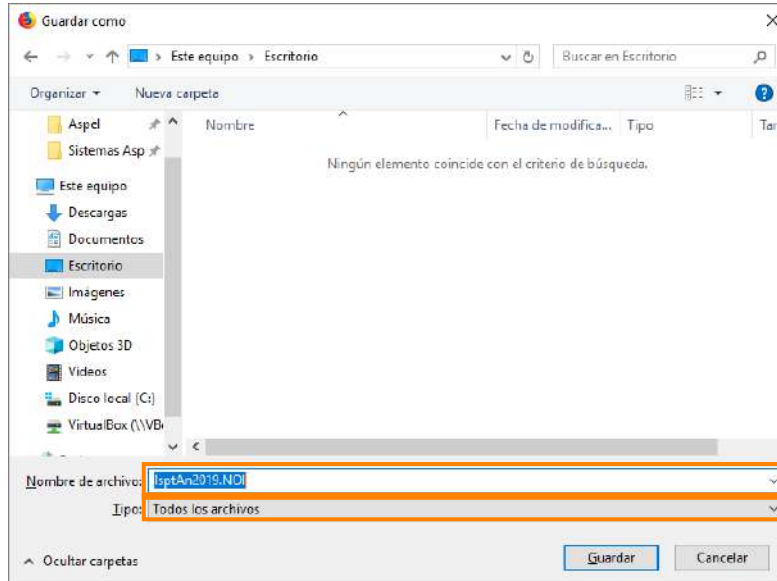 Guardar como
Este equipo › Escritorio
Buscar en Escritorio
Organizar
Nueva carpeta
Aspel
Sistemas Asp
Este equipo
Descargas
Documentos
Escritorio
Imágenes
Música
Objetos 3D
Videos
Disco local (C:)
VirtualBox (\\VB
Nombre
Fecha de modifica...
Tipo
Tar
Ningún elemento coincide con el criterio de búsqueda.
Nombre de archivo: IsptAn2019.NOI
Tipo: Todos los archivos
Ocultar carpetas
Guardar
Cancelar